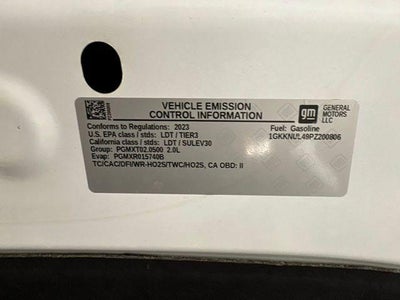 VEHICLE EMISSION
CONTROL INFORMATION
gm
GENERAL
MOTORS
LLC
Conforms to Regulations: 2023
U.S. EPA class / stds: LDT / TIER3
California class / stds: LDT / SULEV30
Group: PGMXT02.0500 2.0L
Evap: PGMXR015740B
TC/CAC/DFI/WR-HO2S/TWC/HO2S, CA OBD: II
Fuel: Gasoline
1GKKNUL49PZ200806